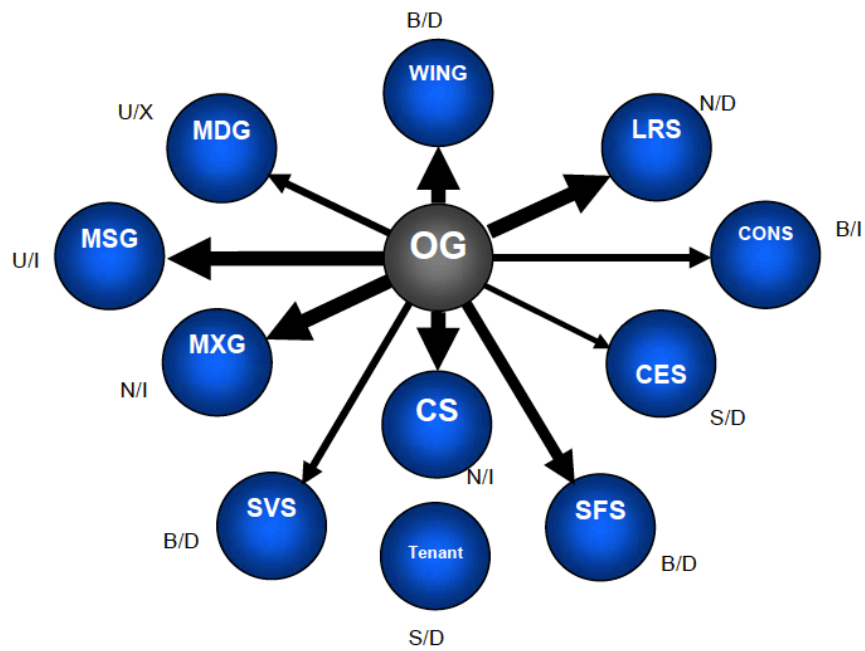 B/D
WING
U/X
MDG
N/D
LRS
MSG
U/I
OG
CONS
B/I
MXG
N/I
CES
S/D
CS
N/I
SVS
B/D
SFS
B/D
Tenant
S/D